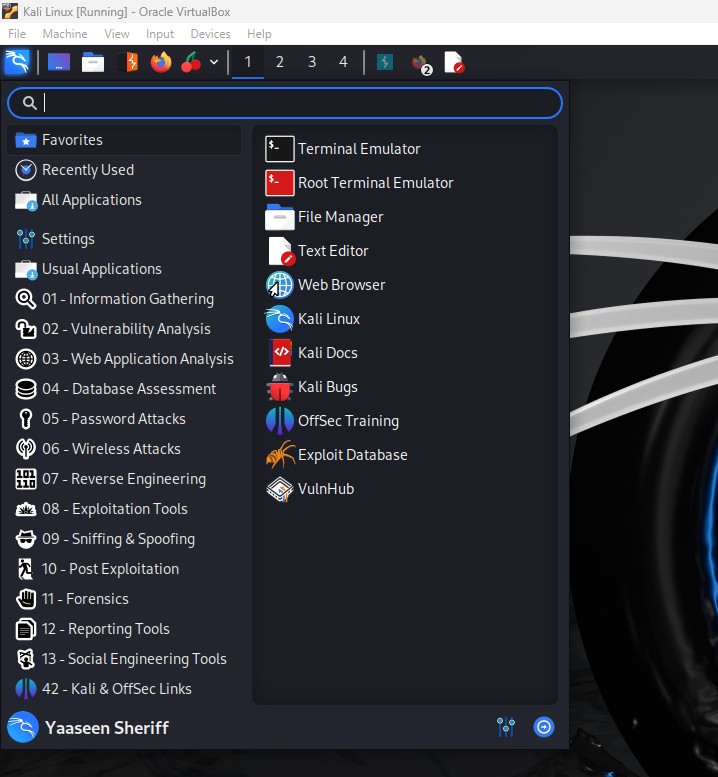 Kali Linux [Running] - Oracle VirtualBox
File Machine View Input Devices Help
1 2 3 4 2
Favorites
Recently Used
All Applications
Settings
Usual Applications
01 - Information Gathering
02 - Vulnerability Analysis
03 - Web Application Analysis
04 - Database Assessment
05 - Password Attacks
06 - Wireless Attacks
07 - Reverse Engineering
08 - Exploitation Tools
09 - Sniffing & Spoofing
10 - Post Exploitation
11 - Forensics
12 - Reporting Tools
13 - Social Engineering Tools
42 - Kali & OffSec Links
$_ Terminal Emulator
$_ Root Terminal Emulator
File Manager
Text Editor
Web Browser
Kali Linux
Kali Docs
Kali Bugs
OffSec Training
Exploit Database
VulnHub
Yaaseen Sheriff